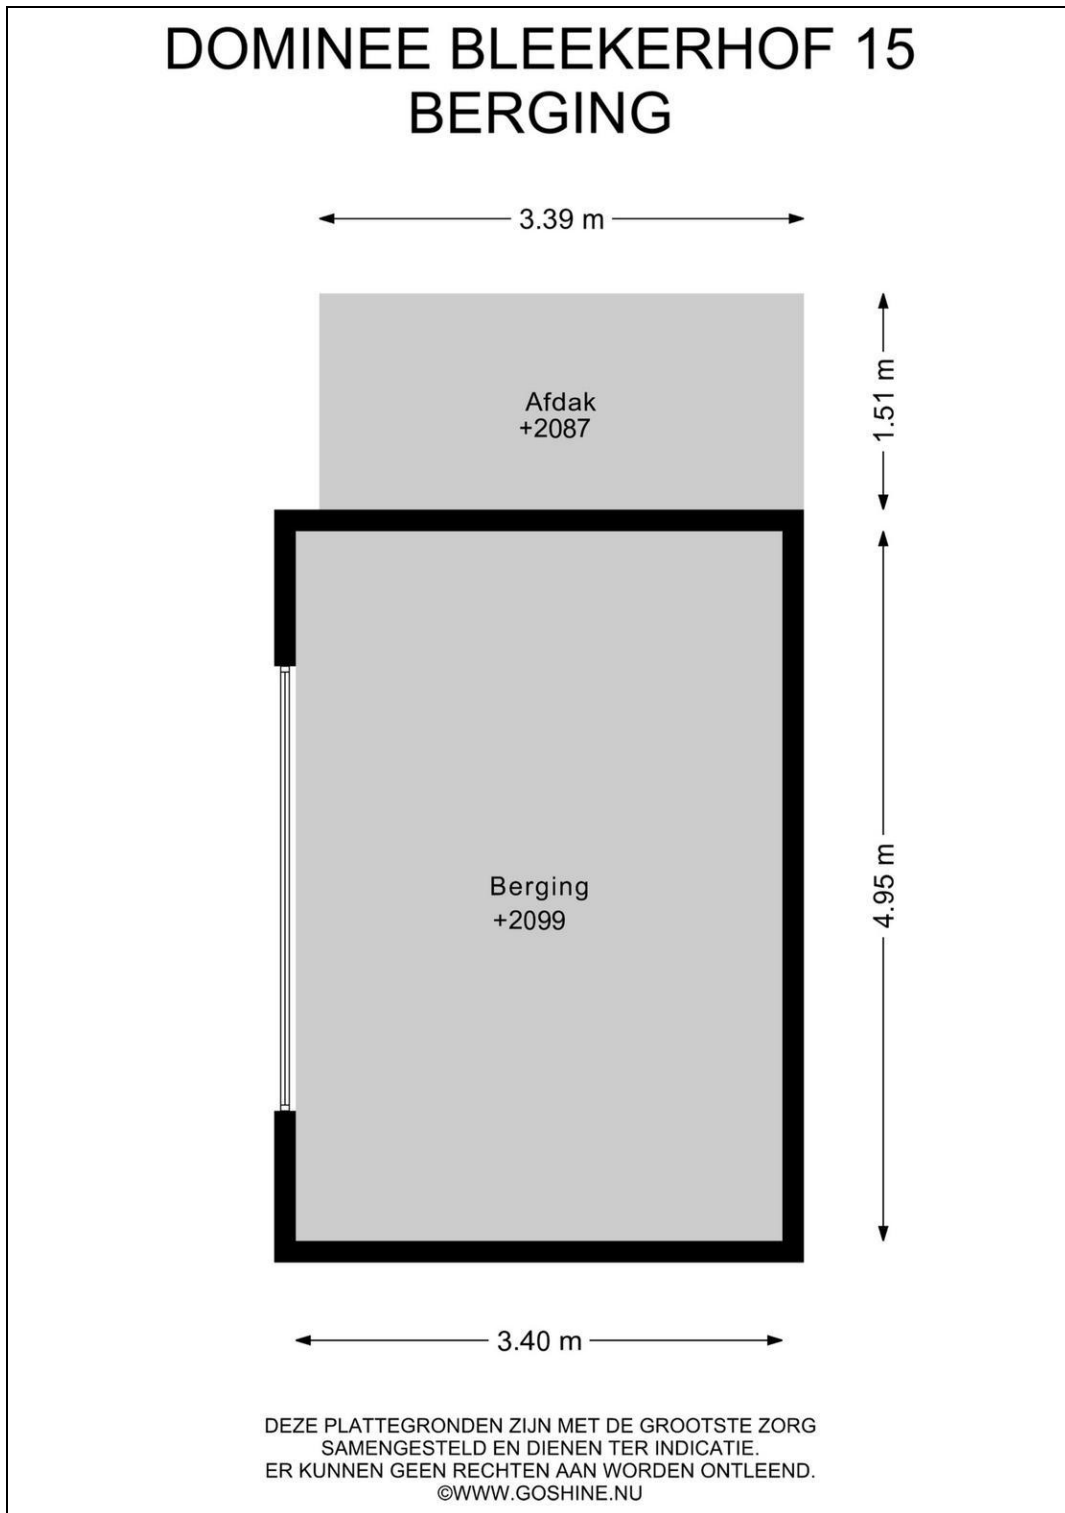 DOMINEE BLEEKERHOF 15
BERGING
3.39 m
Afdak
+2087
1.51 m
Berging
+2099
4.95 m
3.40 m
DEZE PLATTEGRONDEN ZIJN MET DE GROOTSTE ZORG
SAMENGESTELD EN DIENEN TER INDICATIE.
ER KUNNEN GEEN RECHTEN AAN WORDEN ONTLEEND.
©WWW.GOSHINE.NU